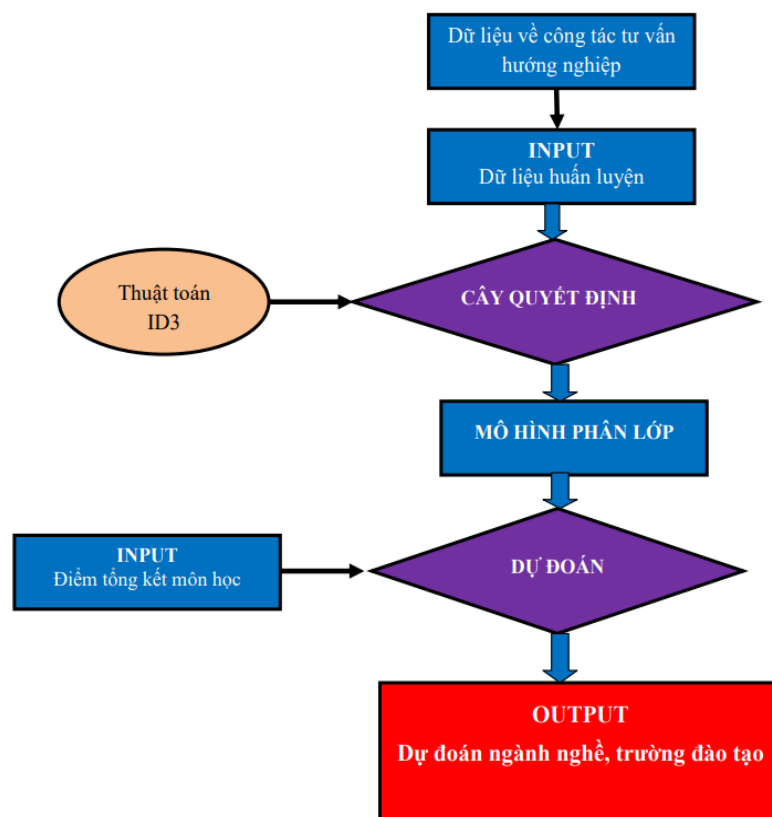 Dữ liệu về công tác tư vấn
hướng nghiệp
INPUT
Dữ liệu huấn luyện
Thuật toán
ID3
CÂY QUYẾT ĐỊNH
MÔ HÌNH PHÂN LỚP
INPUT
Điểm tổng kết môn học
DỰ ĐOÁN
OUTPUT
Dự đoán ngành nghề, trường đào tạo